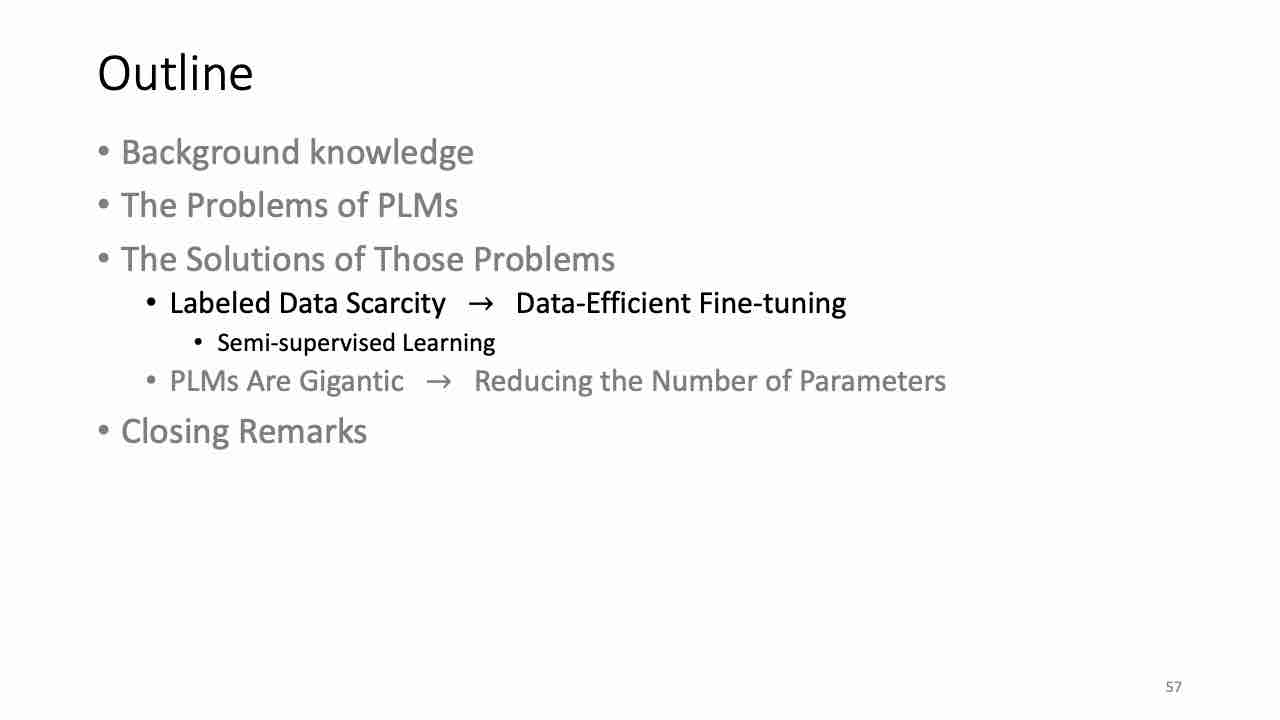 Outline
• Background knowledge
• The Problems of PLMs
• The Solutions of Those Problems
• Labeled Data Scarcity → Data-Efficient Fine-tuning
• Semi-supervised Learning
• PLMs Are Gigantic → Reducing the Number of Parameters
• Closing Remarks
57